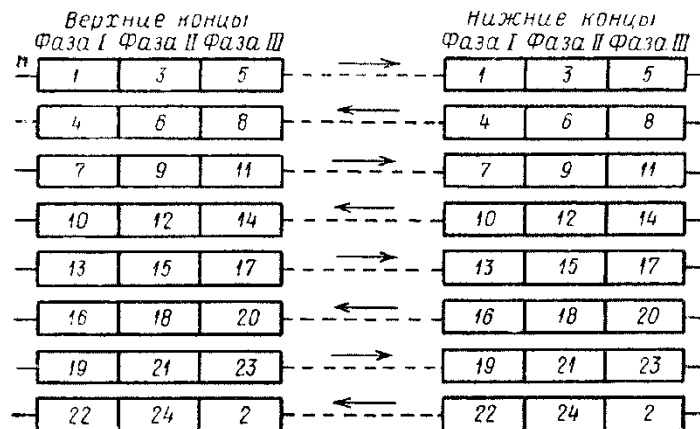 Верхние концы Нижние концы
Фаза I Фаза II Фаза III Фаза I Фаза II Фаза III
1 3 5 1 3 5
4 6 8 4 6 8
7 9 11 7 9 11
10 12 14 10 12 14
13 15 17 13 15 17
16 18 20 16 18 20
19 21 23 19 21 23
22 24 2 22 24 2